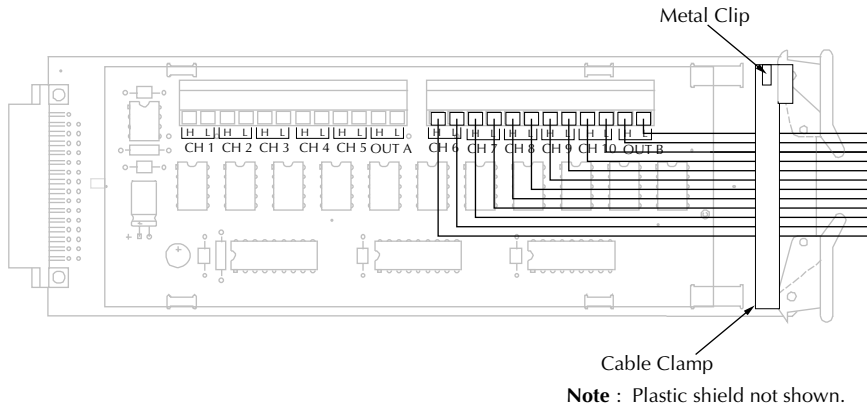 Metal Clip
H L H L H L H L H L H L H L H L H L H L H L H L
CH 1 CH 2 CH 3 CH 4 CH 5 OUT A CH 6 CH 7 CH 8 CH 9 CH 10 OUT B
+
Cable Clamp
Note : Plastic shield not shown.